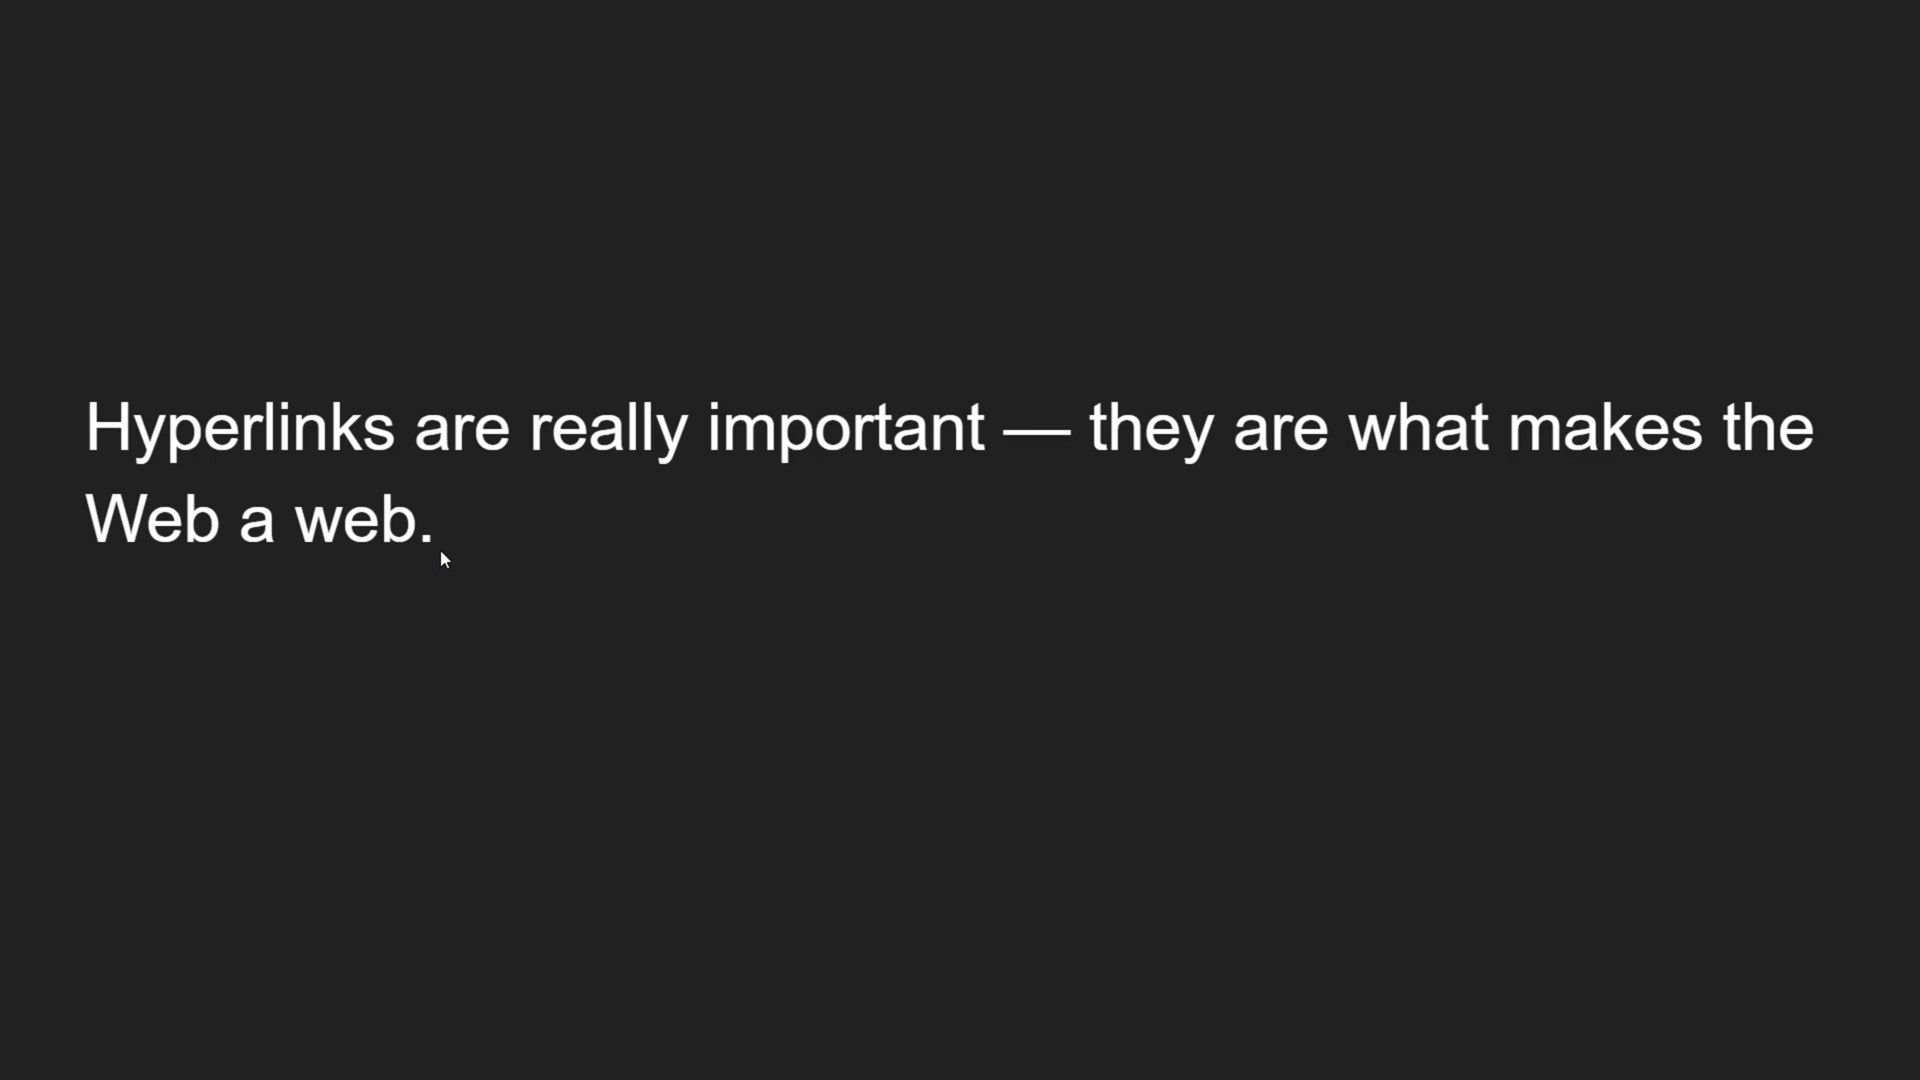 Hyperlinks are really important — they are what makes the
Web a web.